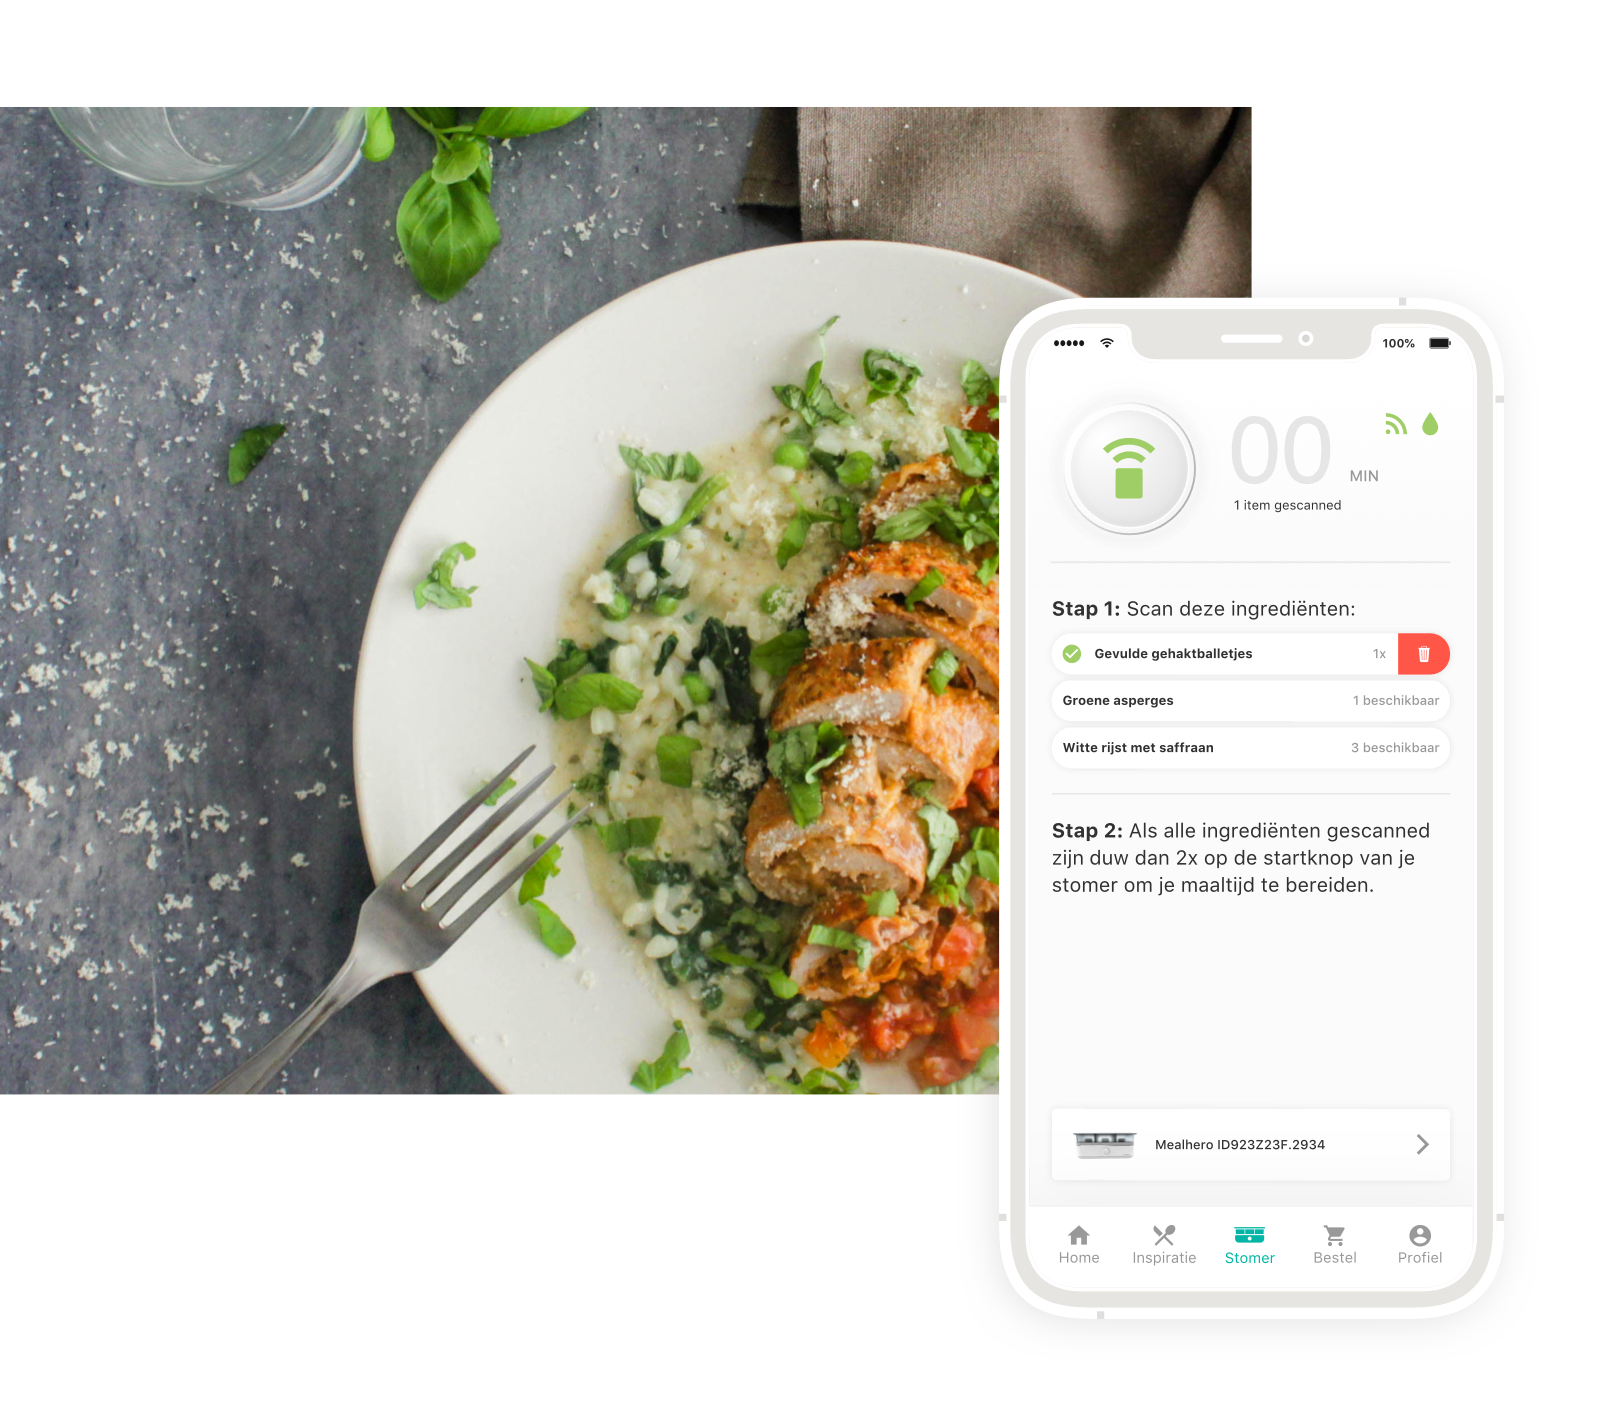 100%
00 MIN
1 item gescanned
Stap 1: Scan deze ingrediënten:
Gevulde gehaktballetjes 1x
Groene asperges 1 beschikbaar
Witte rijst met saffraan 3 beschikbaar
Stap 2: Als alle ingrediënten gescanned
zijn duw dan 2x op de startknop van je
stomer om je maaltijd te bereiden.
Mealhero ID923Z23F.2934
Home Inspiratie Stomer Bestel Profiel